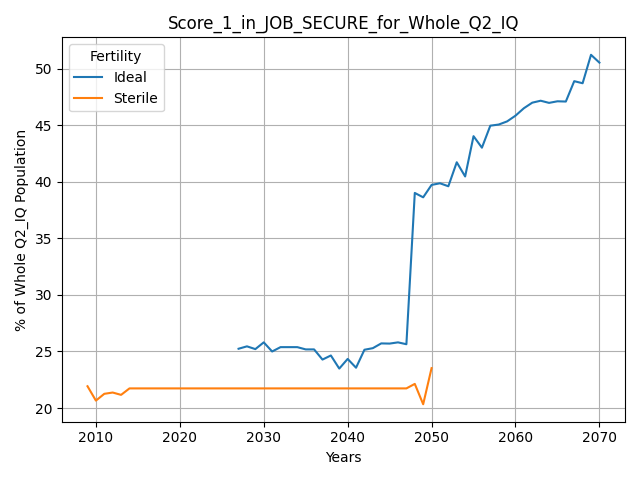 Score_1_in_JOB_SECURE_for_Whole_Q2_IQ
% of Whole Q2_IQ Population
Fertility
Ideal
Sterile
50
45
40
35
30
25
20
2010 2020 2030 2040 2050 2060 2070
Years